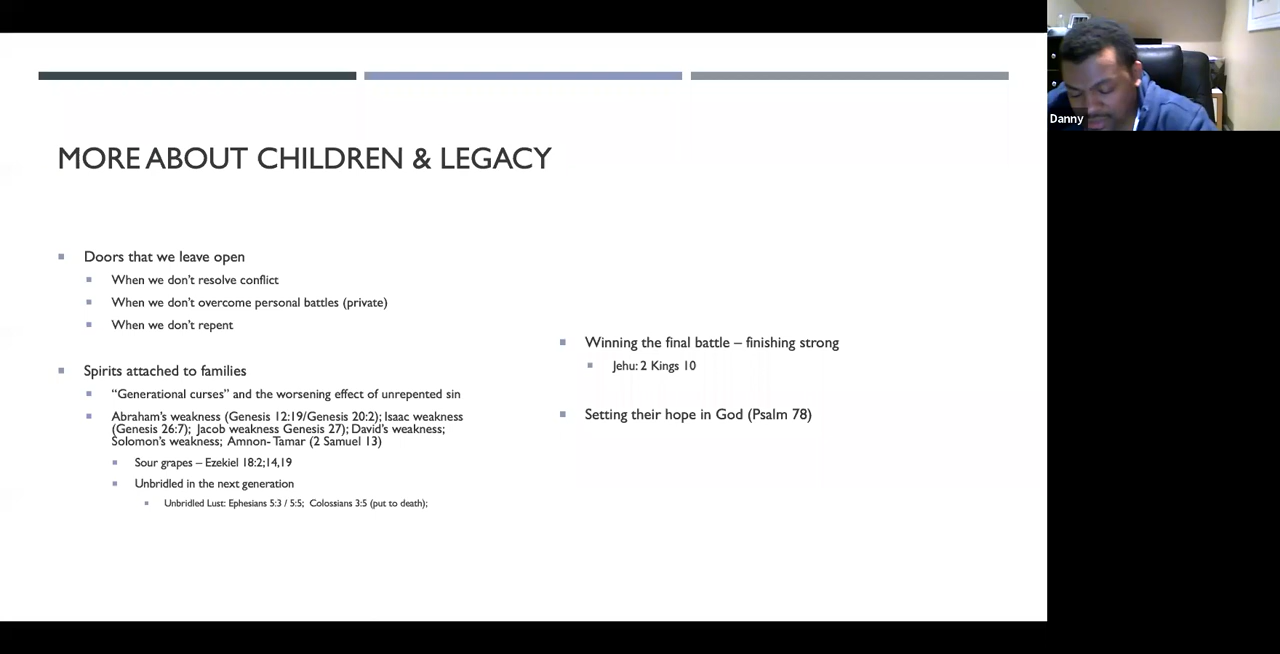 MORE ABOUT CHILDREN & LEGACY
Doors that we leave open
When we don't resolve conflict
When we don't overcome personal battles (private)
When we don't repent
Spirits attached to families
“Generational curses” and the worsening effect of unrepented sin
Abraham's weakness (Genesis 12:19/Genesis 20:2); Isaac weakness
(Genesis 26:7); Jacob weakness Genesis 27); David's weakness;
Solomon's weakness; Amnon- Tamar (2 Samuel 13)
Sour grapes – Ezekiel 18:2;14,19
Unbridled in the next generation
Unbridled Lust: Ephesians 5:3 / 5:5; Colossians 3:5 (put to death);
Winning the final battle – finishing strong
Jehu: 2 Kings 10
Setting their hope in God (Psalm 78)
Danny